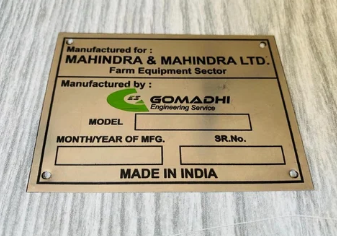 Manufactured for :
MAHINDRA & MAHINDRA LTD.
Farm Equipment Sector
Manufactured by :
GOMADHI
Engineering Service
MODEL
MONTH/YEAR OF MFG. SR.No.
MADE IN INDIA